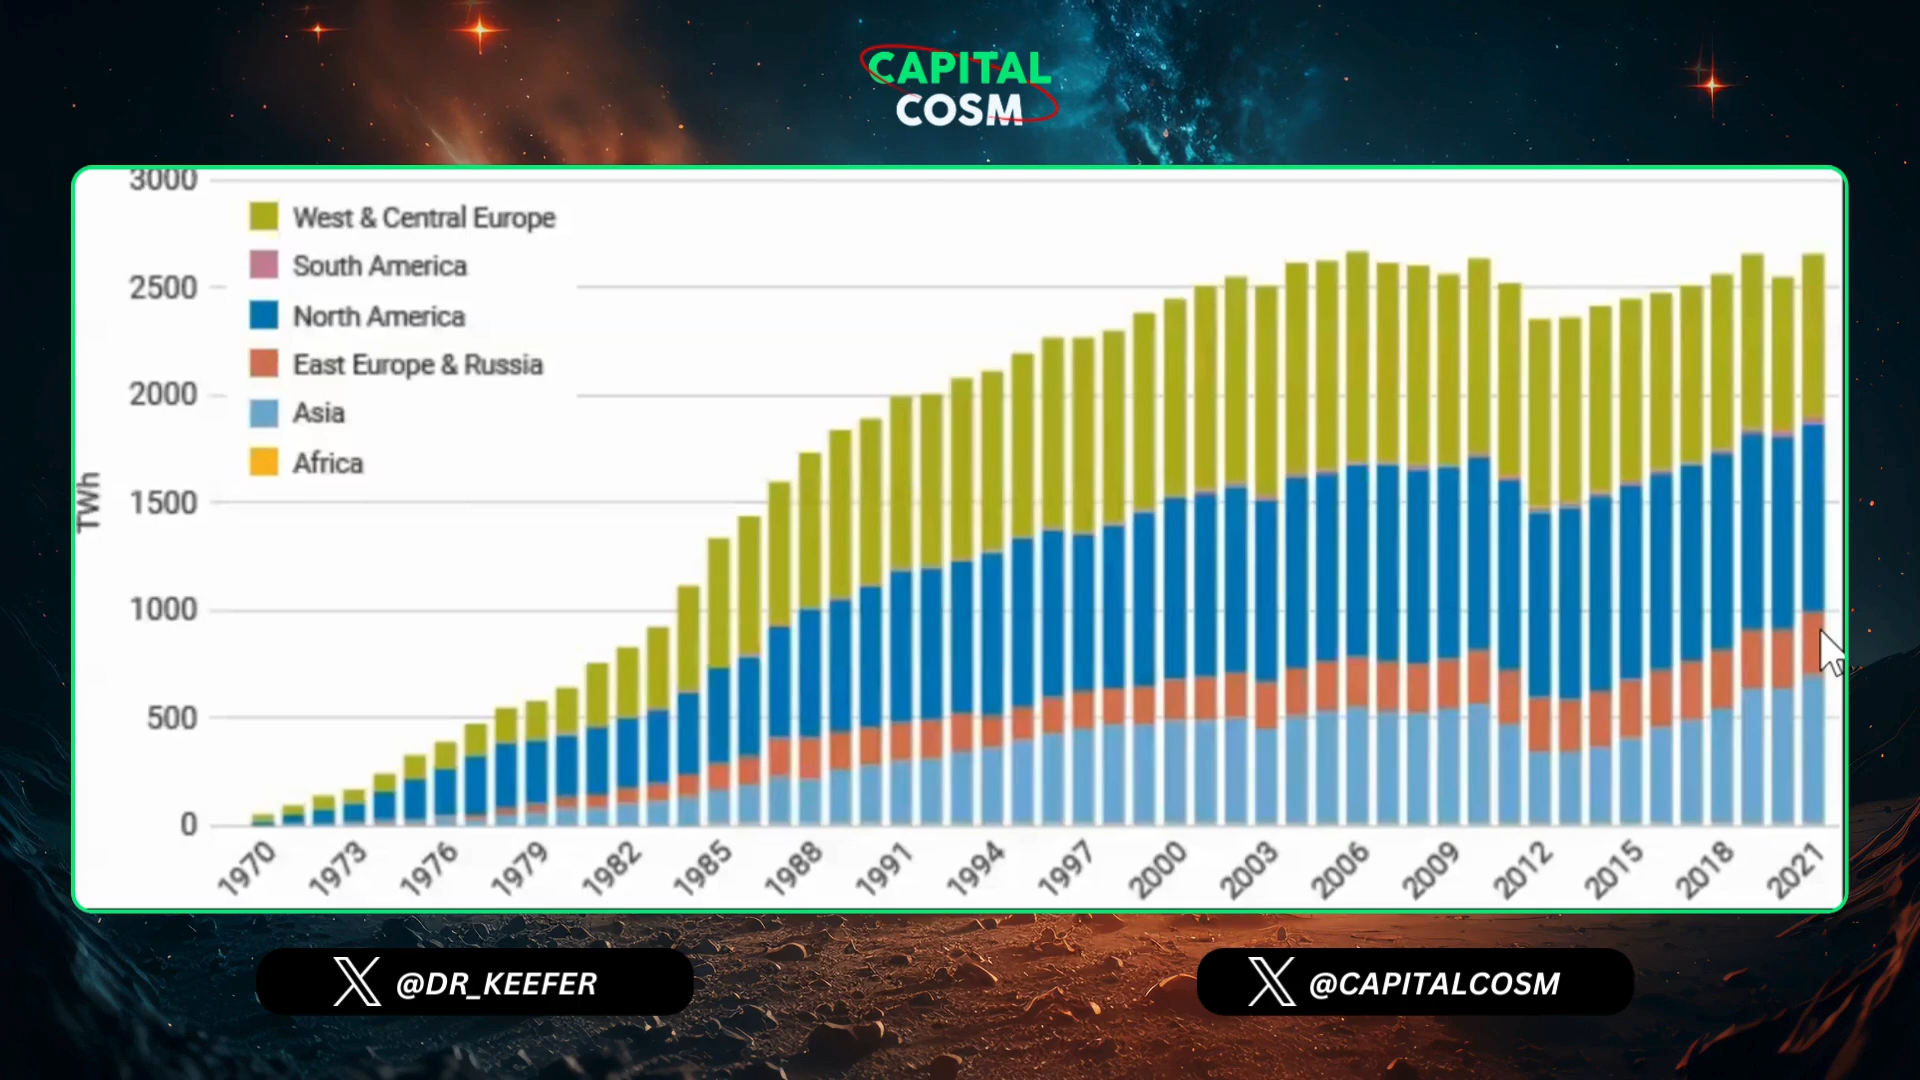 CAPITAL
COSM
3000
2500
2000
1500
1000
500
0
TWh
West & Central Europe
South America
North America
East Europe & Russia
Asia
Africa
1970
1973
1976
1979
1982
1985
1988
1991
1994
1997
2000
2003
2006
2009
2012
2015
2018
2021
@DR_KEEFER
@CAPITALCOSM